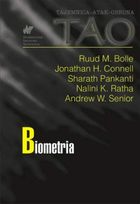 TAJEMNICA-ATAK-OBRONA
TAO
Ruud M. Bolle
Jonathan H. Connell
Sharath Pankanti
Nalini K. Ratha
Andrew W. Senior
Biometria